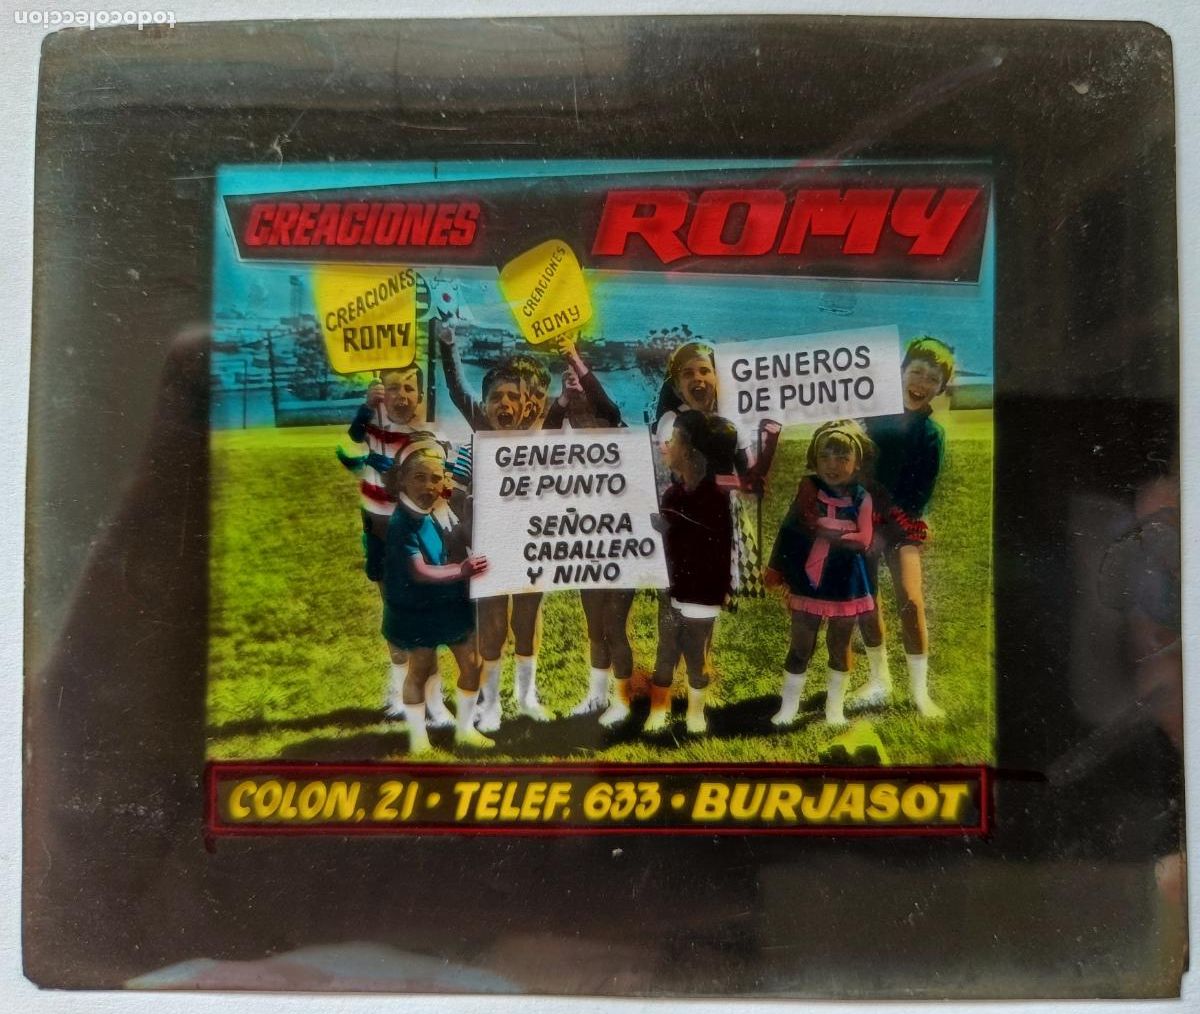 todocoleccion
CREACIONES ROMY
CREACIONES
ROMY
CREACIONES
ROMY
GENEROS
DE PUNTO
GENEROS
DE PUNTO
SEÑORA
CABALLERO
Y NIÑO
COLON, 21 · TELEF. 633 · BURJASOT